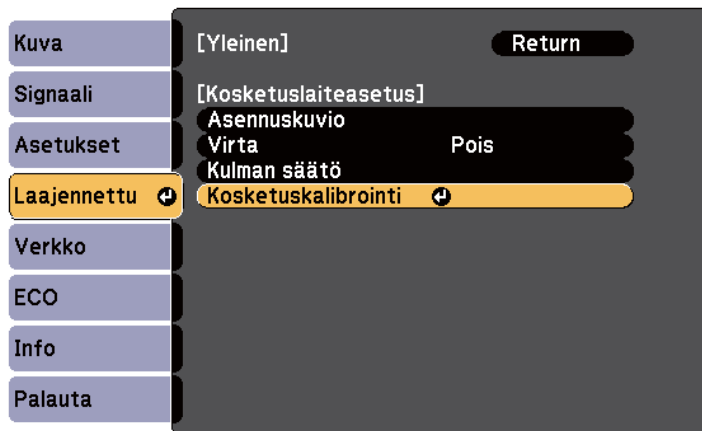 Kuva
Signaali
Asetukset
Laajennettu
Verkko
ECO
Info
Palauta
[Yleinen] Return
[Kosketuslaiteasetus]
Asennuskuvio
Virta Pois
Kulman säätö
Kosketuskalibrointi